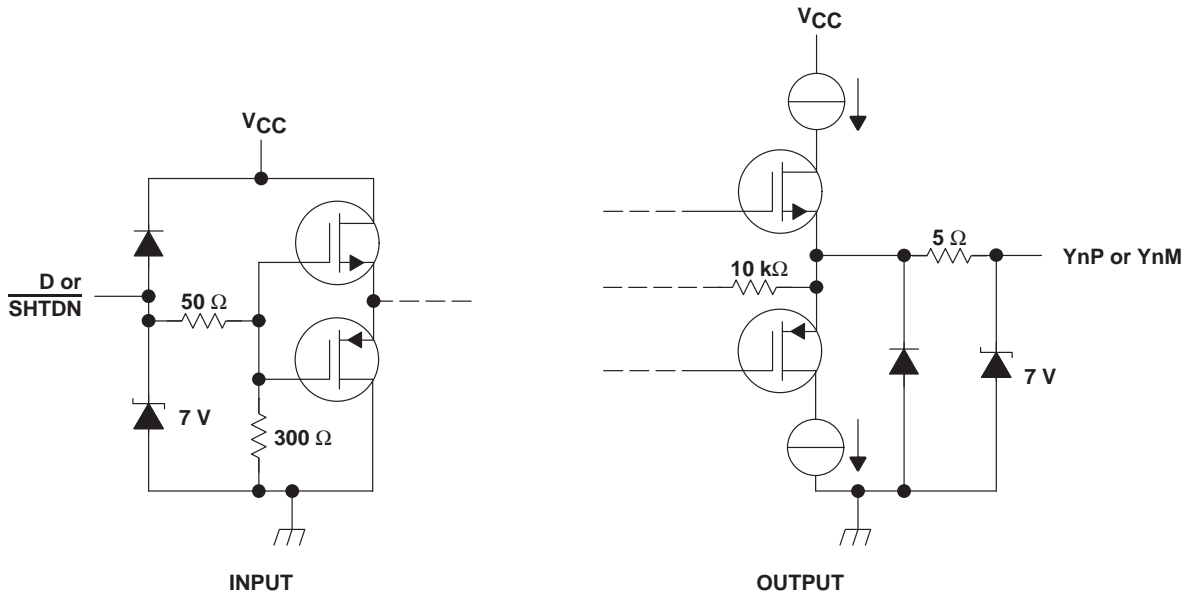 VCC
D or
SHTDN
50 Ω
7 V
300 Ω
INPUT
VCC
5 Ω
YnP or YnM
10 kΩ
7 V
OUTPUT